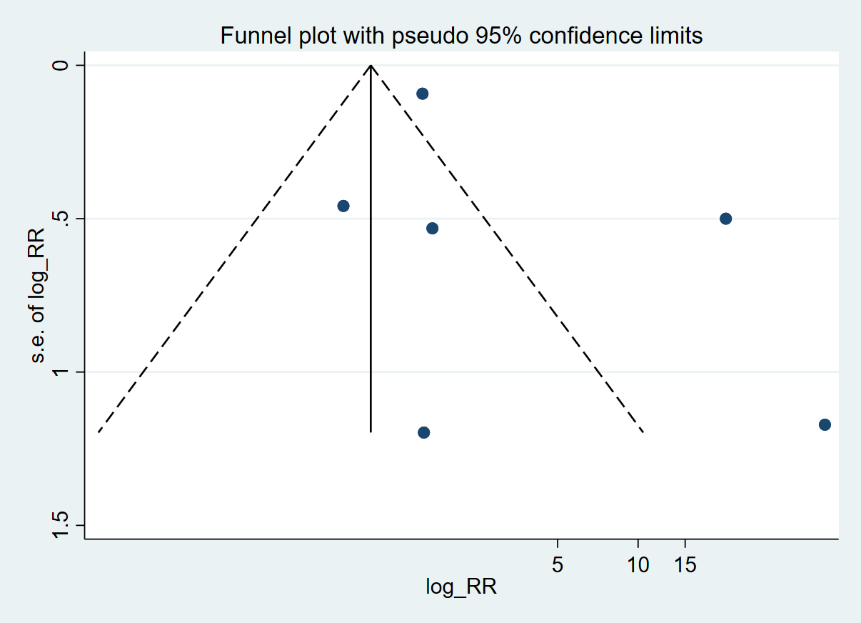 Funnel plot with pseudo 95% confidence limits
0
.5
1
1.5
s.e. of log_RR
5 10 15
log_RR